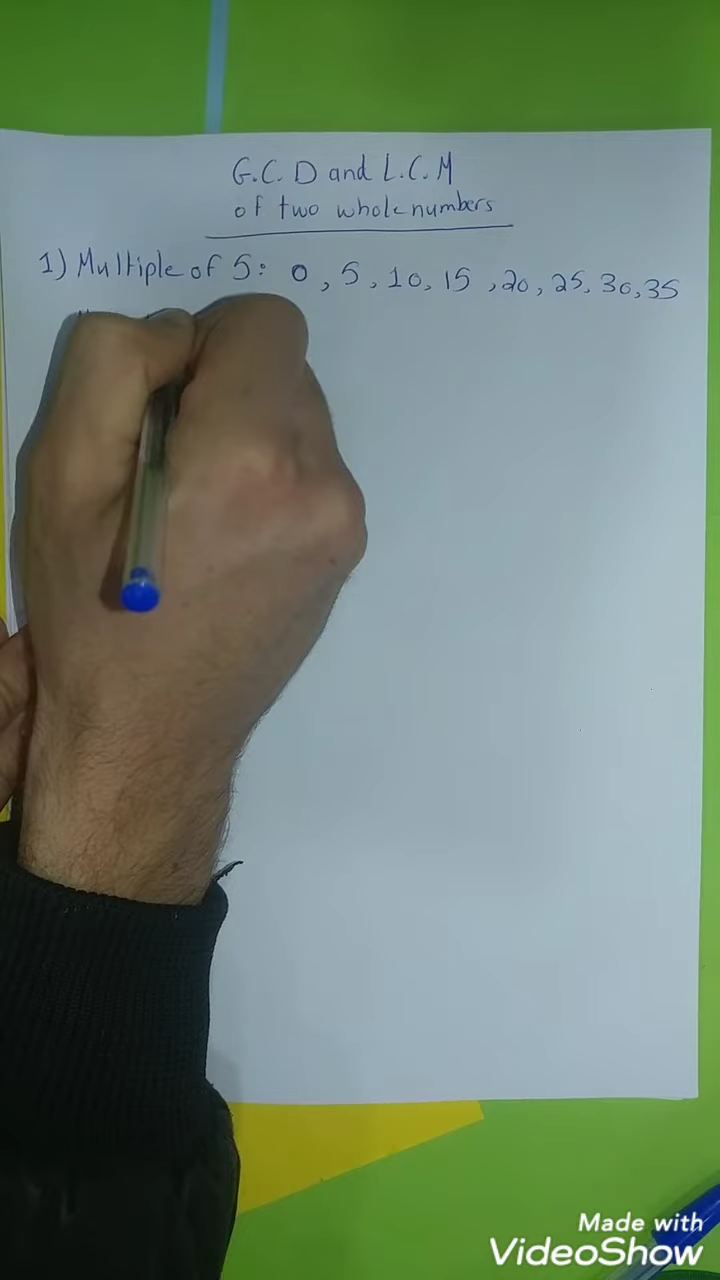 G.C.D and L.C.M
of two whole numbers
1) Multiple of 5: 0, 5, 10, 15, 20, 25, 30, 35
Made with
VideoShow